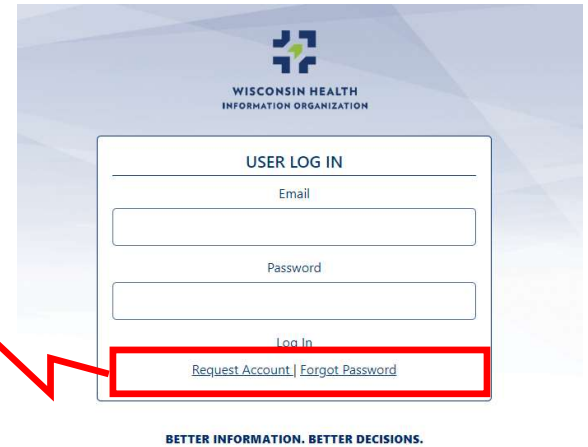 WISCONSIN HEALTH
INFORMATION ORGANIZATION
USER LOG IN
Email
Password
Log In
Request Account | Forgot Password
BETTER INFORMATION. BETTER DECISIONS.